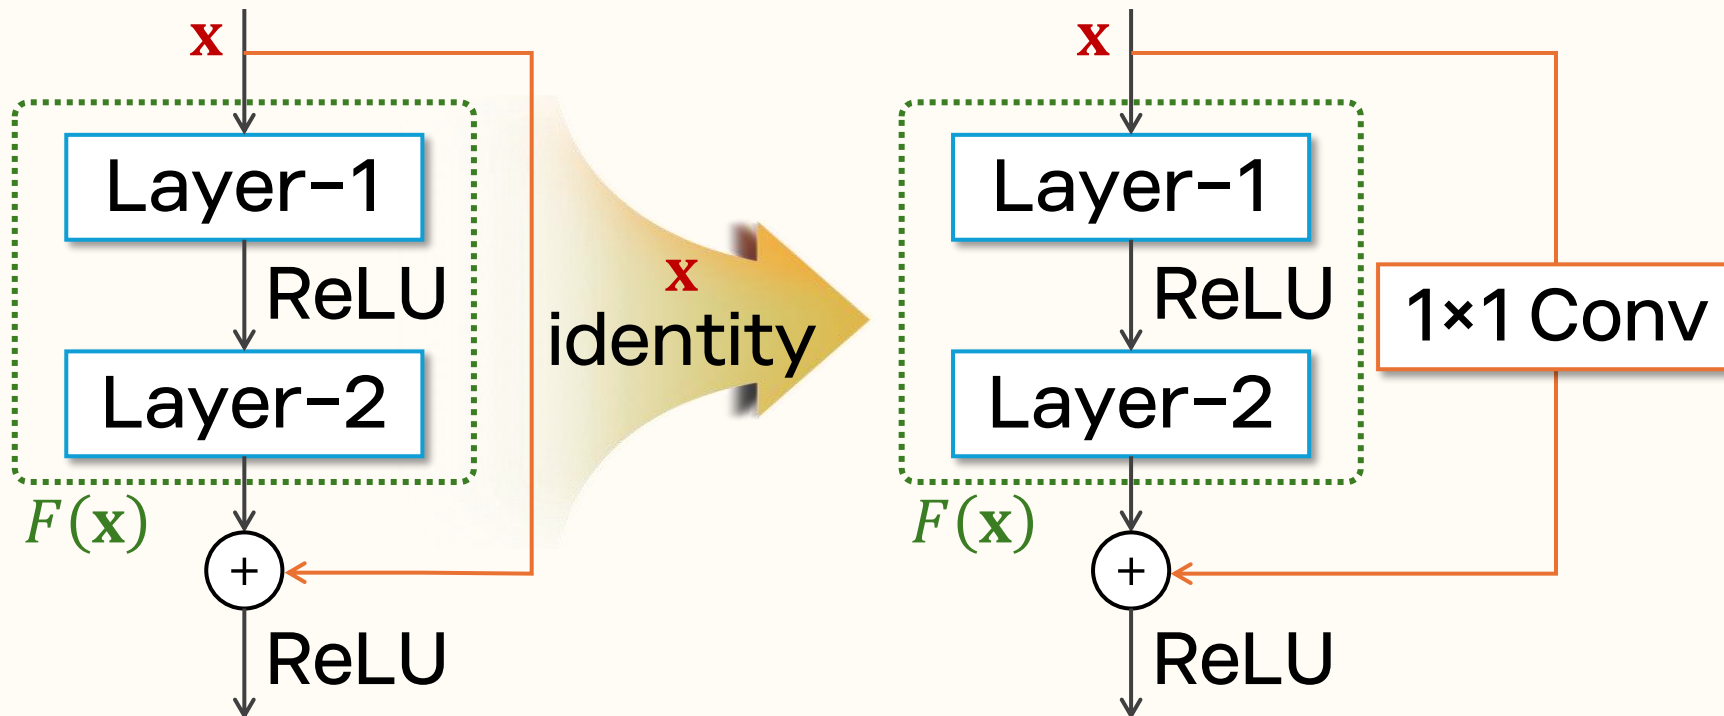 x
Layer-1
ReLU
Layer-2
F(x)
+
ReLU
x
identity
x
Layer-1
ReLU
1×1 Conv
Layer-2
F(x)
+
ReLU